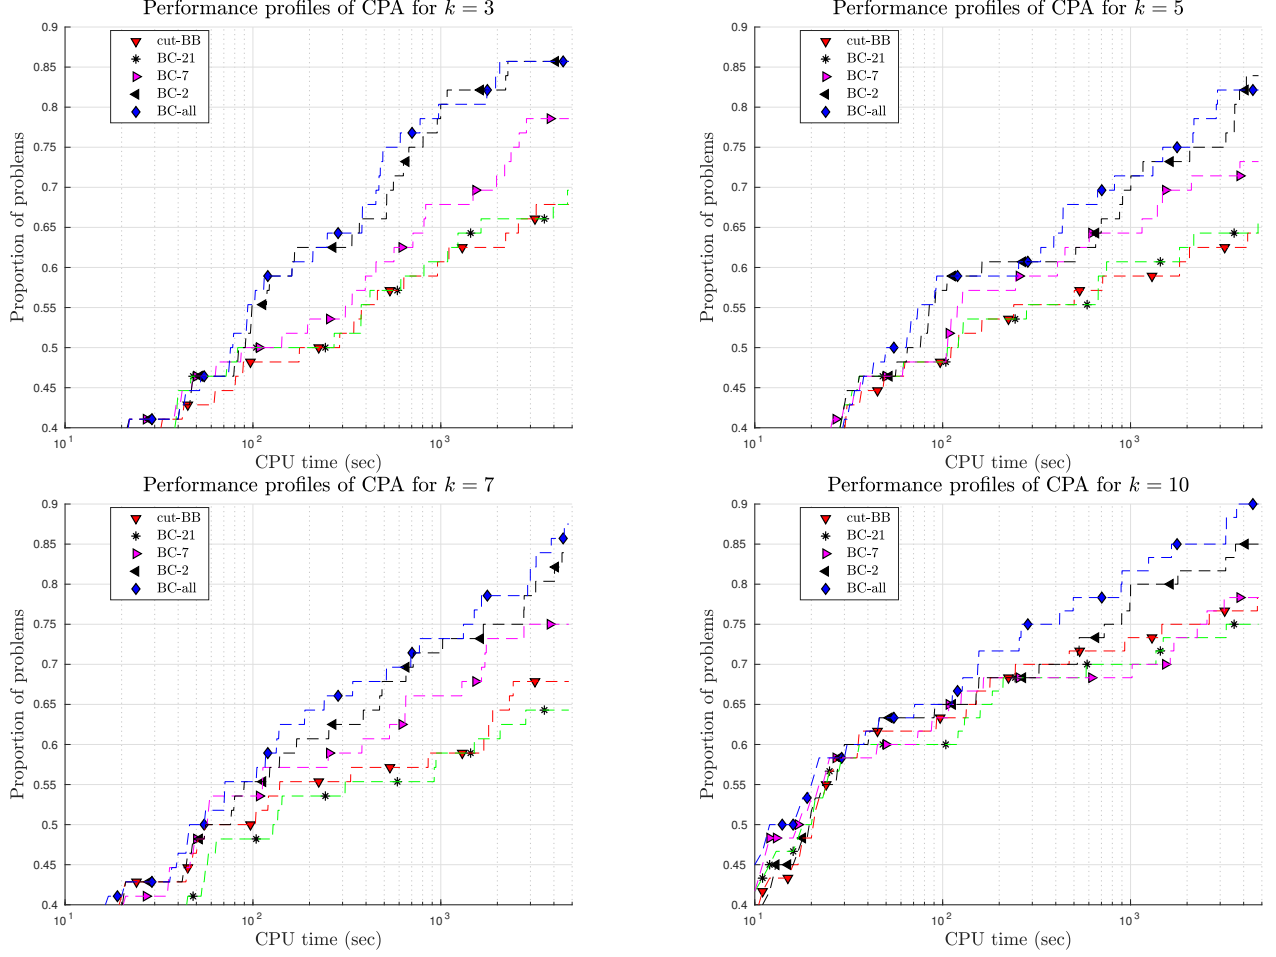 Performance profiles of CPA for k = 3
0.9
0.85
0.8
0.75
0.7
0.65
0.6
0.55
0.5
0.45
0.4
Proportion of problems
cut-BB
BC-21
BC-7
BC-2
BC-all
10^1
10^2
10^3
CPU time (sec)
Performance profiles of CPA for k = 5
0.9
0.85
0.8
0.75
0.7
0.65
0.6
0.55
0.5
0.45
0.4
Proportion of problems
cut-BB
BC-21
BC-7
BC-2
BC-all
10^1
10^2
10^3
CPU time (sec)
Performance profiles of CPA for k = 7
0.9
0.85
0.8
0.75
0.7
0.65
0.6
0.55
0.5
0.45
0.4
Proportion of problems
cut-BB
BC-21
BC-7
BC-2
BC-all
10^1
10^2
10^3
CPU time (sec)
Performance profiles of CPA for k = 10
0.9
0.85
0.8
0.75
0.7
0.65
0.6
0.55
0.5
0.45
0.4
Proportion of problems
cut-BB
BC-21
BC-7
BC-2
BC-all
10^1
10^2
10^3
CPU time (sec)